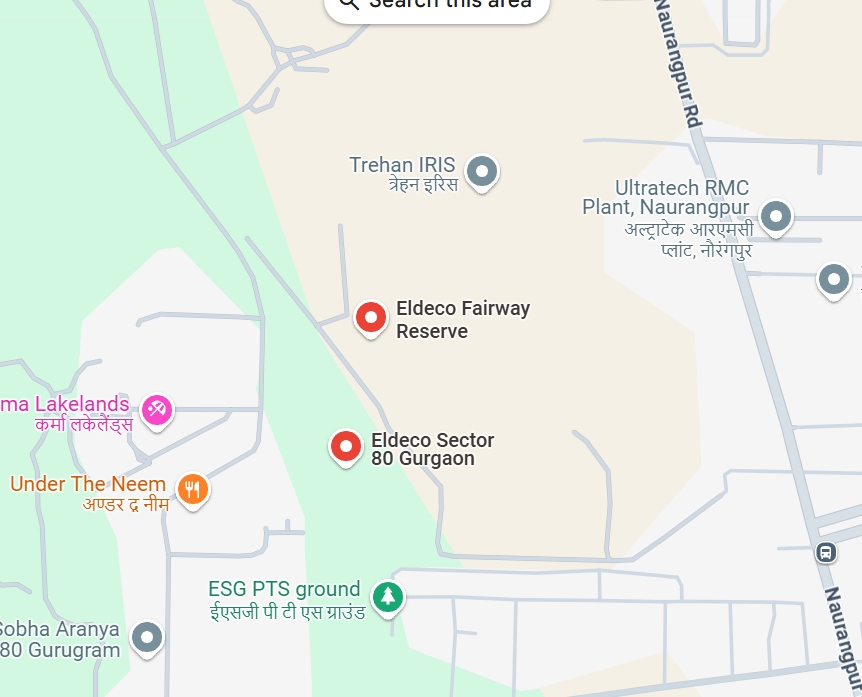 Search this area
Naurangpur Rd
Trehan IRIS
त्रेहन इरिस
Ultratech RMC
Plant, Naurangpur
अल्ट्राटेक आरएमसी
प्लांट, नौरंगपुर
Eldeco Fairway
Reserve
ma Lakelands
कर्मा लेकलैंड्स
Eldeco Sector
80 Gurgaon
Under The Neem
अण्डर द नीम
ESG PTS ground
ईएसजी पी टी एस ग्राउंड
Sobha Aranya
80 Gurugram
Naurangpur